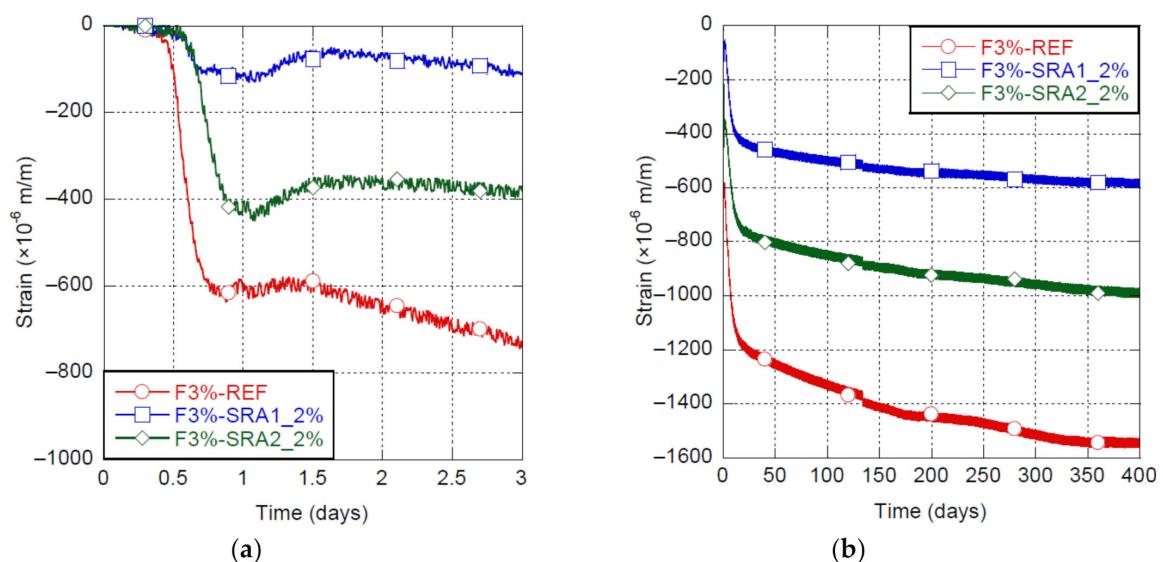 0
−200
−400
−600
−800
−1000
Strain (×10⁻⁶ m/m)
F3%-REF
F3%-SRA1_2%
F3%-SRA2_2%
0 0.5 1 1.5 2 2.5 3
Time (days)
(a)
0
−200
−400
−600
−800
−1000
−1200
−1400
−1600
Strain (×10⁻⁶ m/m)
F3%-REF
F3%-SRA1_2%
F3%-SRA2_2%
0 50 100 150 200 250 300 350 400
Time (days)
(b)